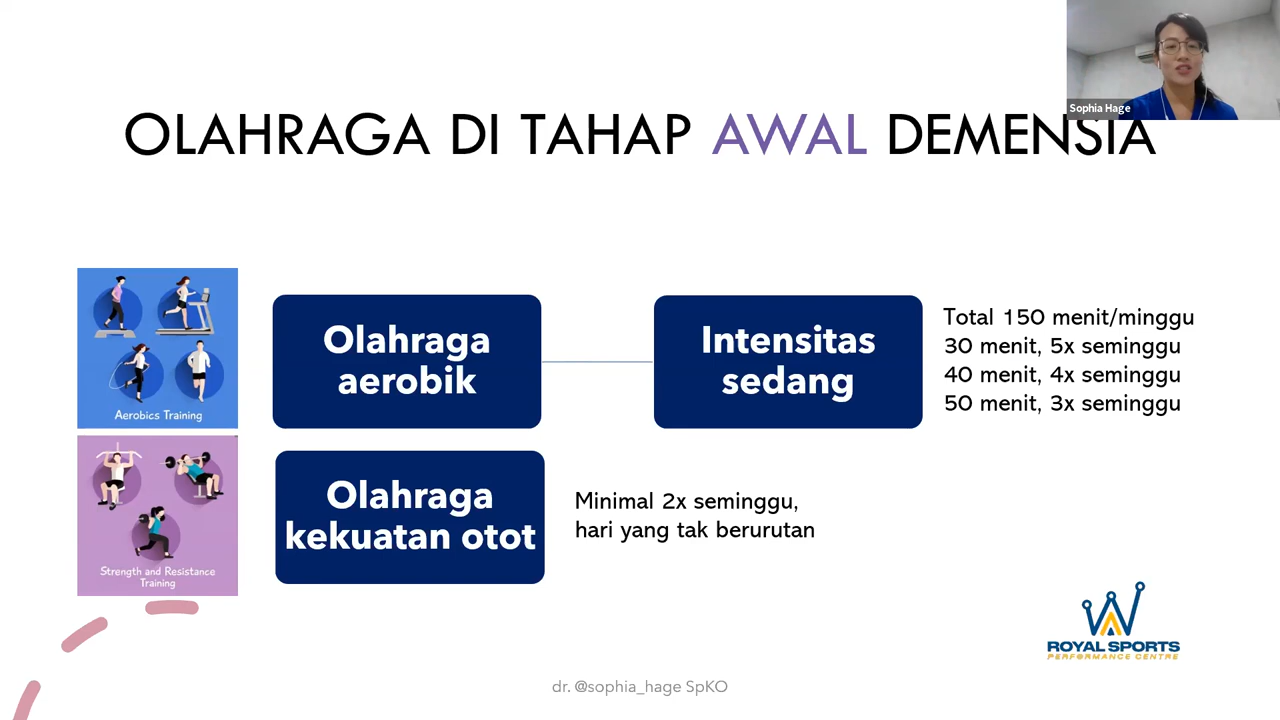 Sophia Hage
OLAHRAGA DI TAHAP AWAL DEMENSIA
Aerobics Training
Olahraga
aerobik
Intensitas
sedang
Total 150 menit/minggu
30 menit, 5x seminggu
40 menit, 4x seminggu
50 menit, 3x seminggu
Strength and Resistance
Training
Olahraga
kekuatan otot
Minimal 2x seminggu,
hari yang tak berurutan
ROYAL SPORTS
PERFORMANCE CENTRE
dr. @sophia_hage SpKO